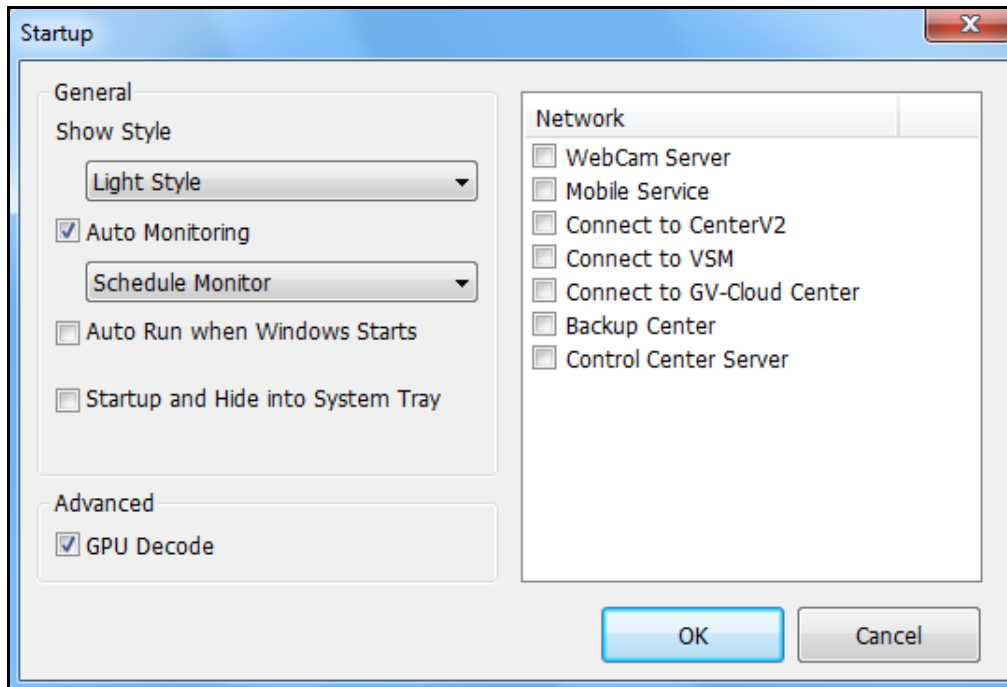 Startup
General
Show Style
Light Style
Auto Monitoring
Schedule Monitor
Auto Run when Windows Starts
Startup and Hide into System Tray
Advanced
GPU Decode
Network
WebCam Server
Mobile Service
Connect to CenterV2
Connect to VSM
Connect to GV-Cloud Center
Backup Center
Control Center Server
OK
Cancel